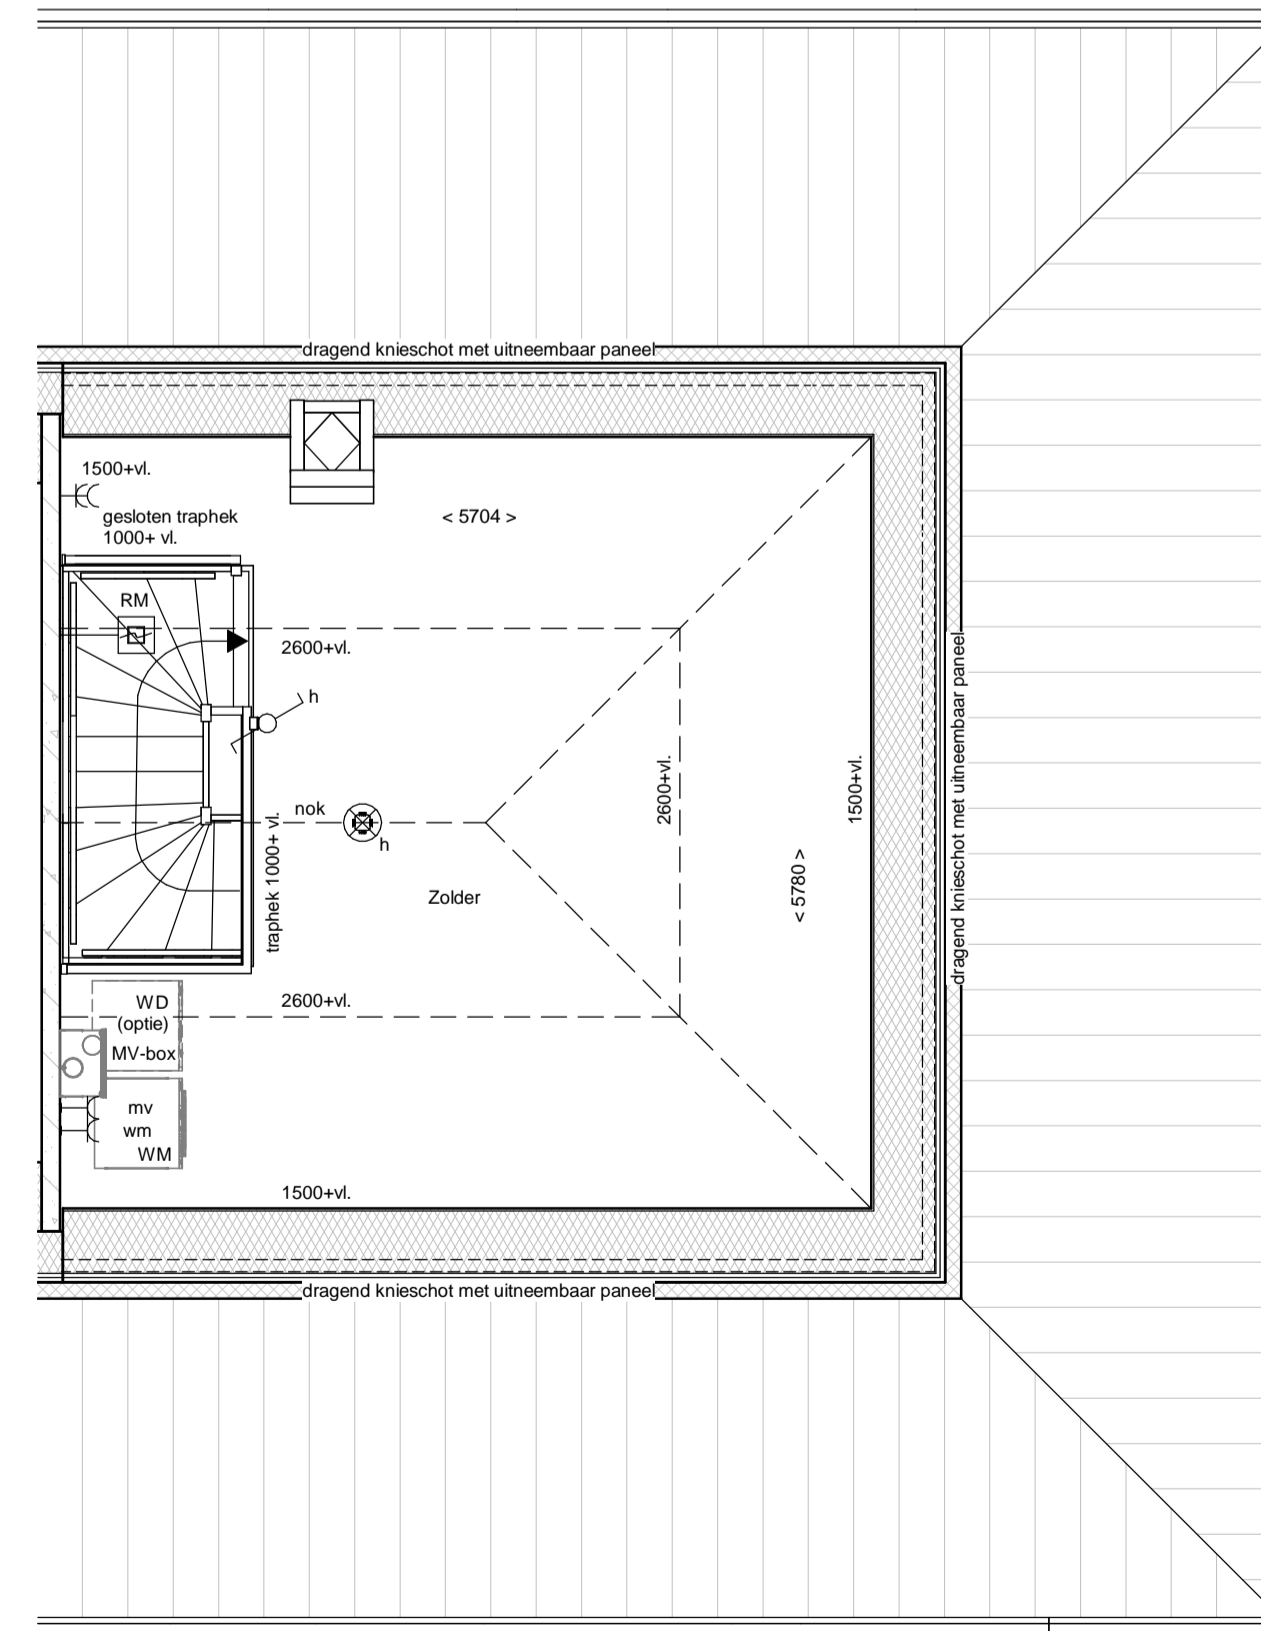 dragend knieschot met uitneembaar paneel
1500+vl.
gesloten traphek
1000+ vl.
< 5704 >
RM
2600+vl.
h
dragend knieschot met uitneembaar paneel
2600+vl.
1500+vl.
nok
h
traphek 1000+ vl.
< 5780 >
Zolder
WD
(optie)
2600+vl.
MV-box
mv
wm
WM
1500+vl.
dragend knieschot met uitneembaar paneel